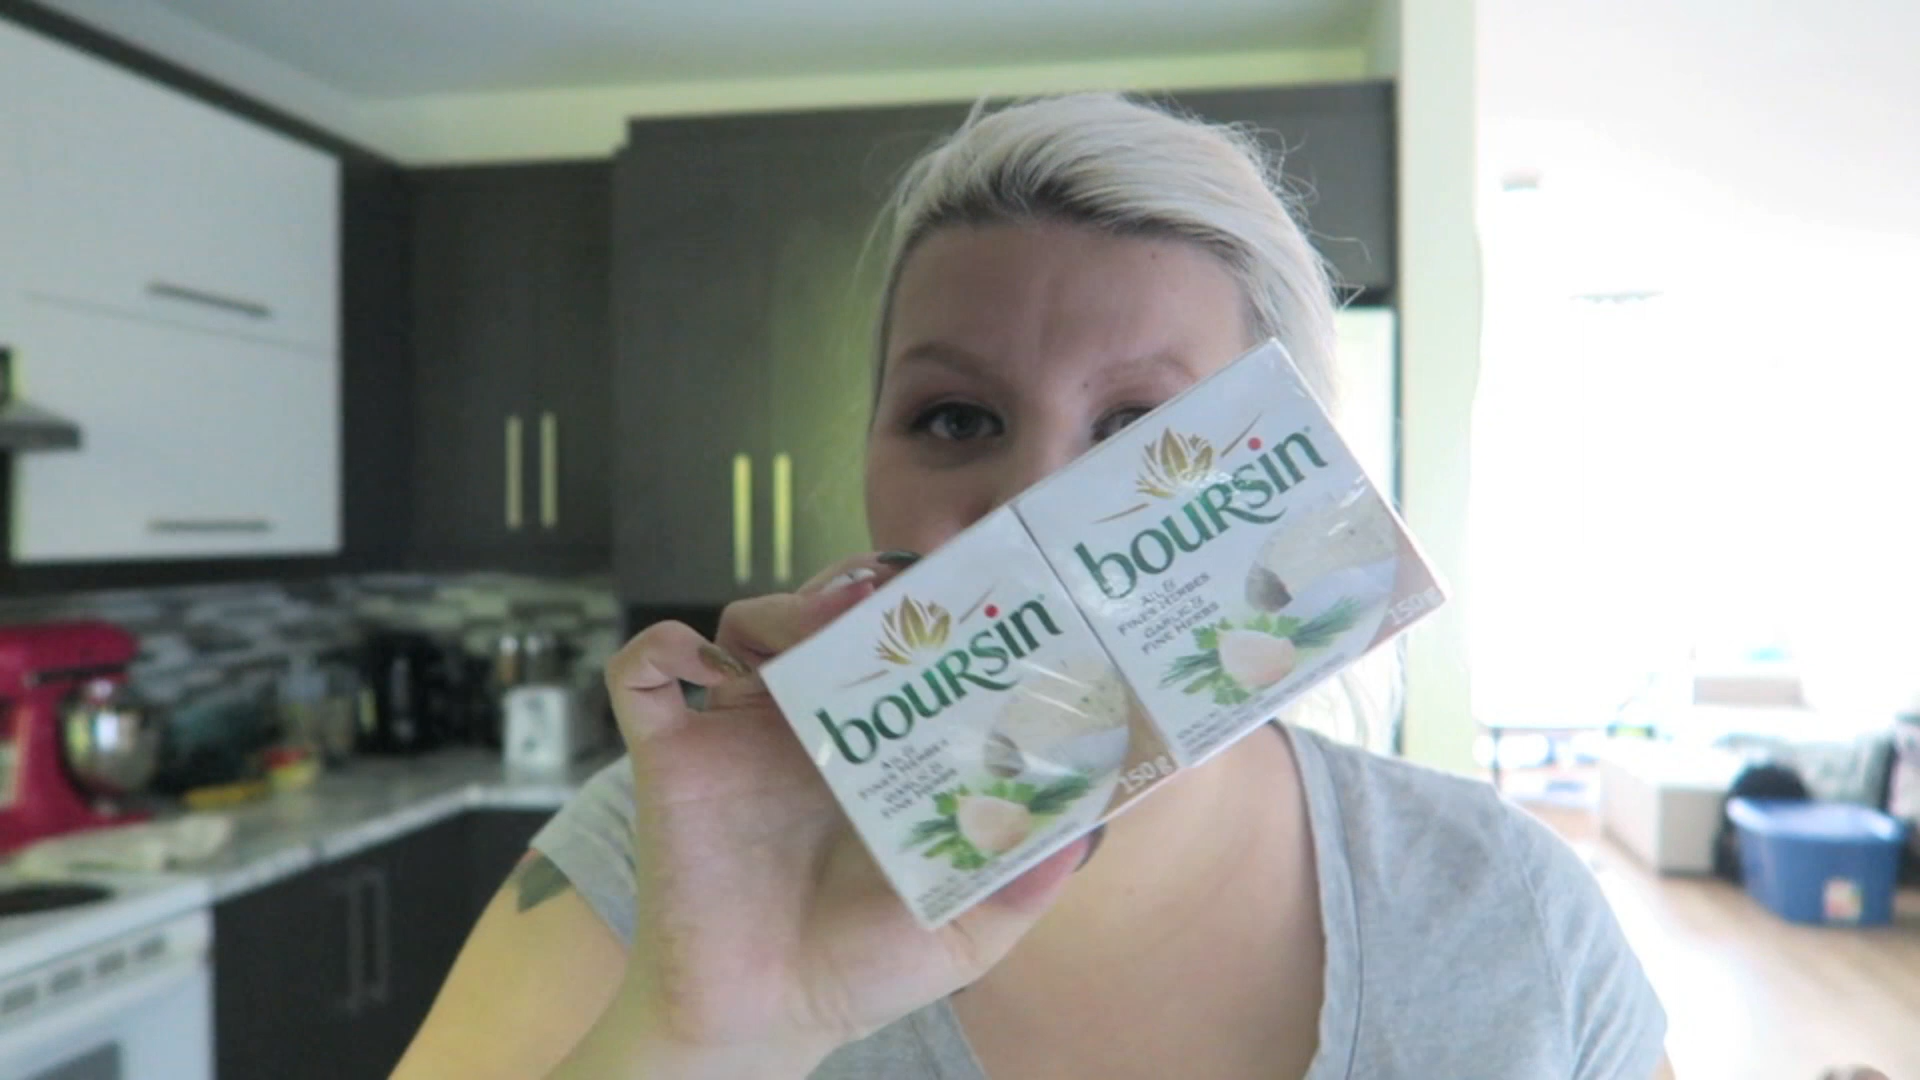 boursin
AIL &
FINES HERBES
GARLIC &
FINE HERBS
150 g
boursin
AIL &
FINES HERBES
GARLIC &
FINE HERBS
150 g